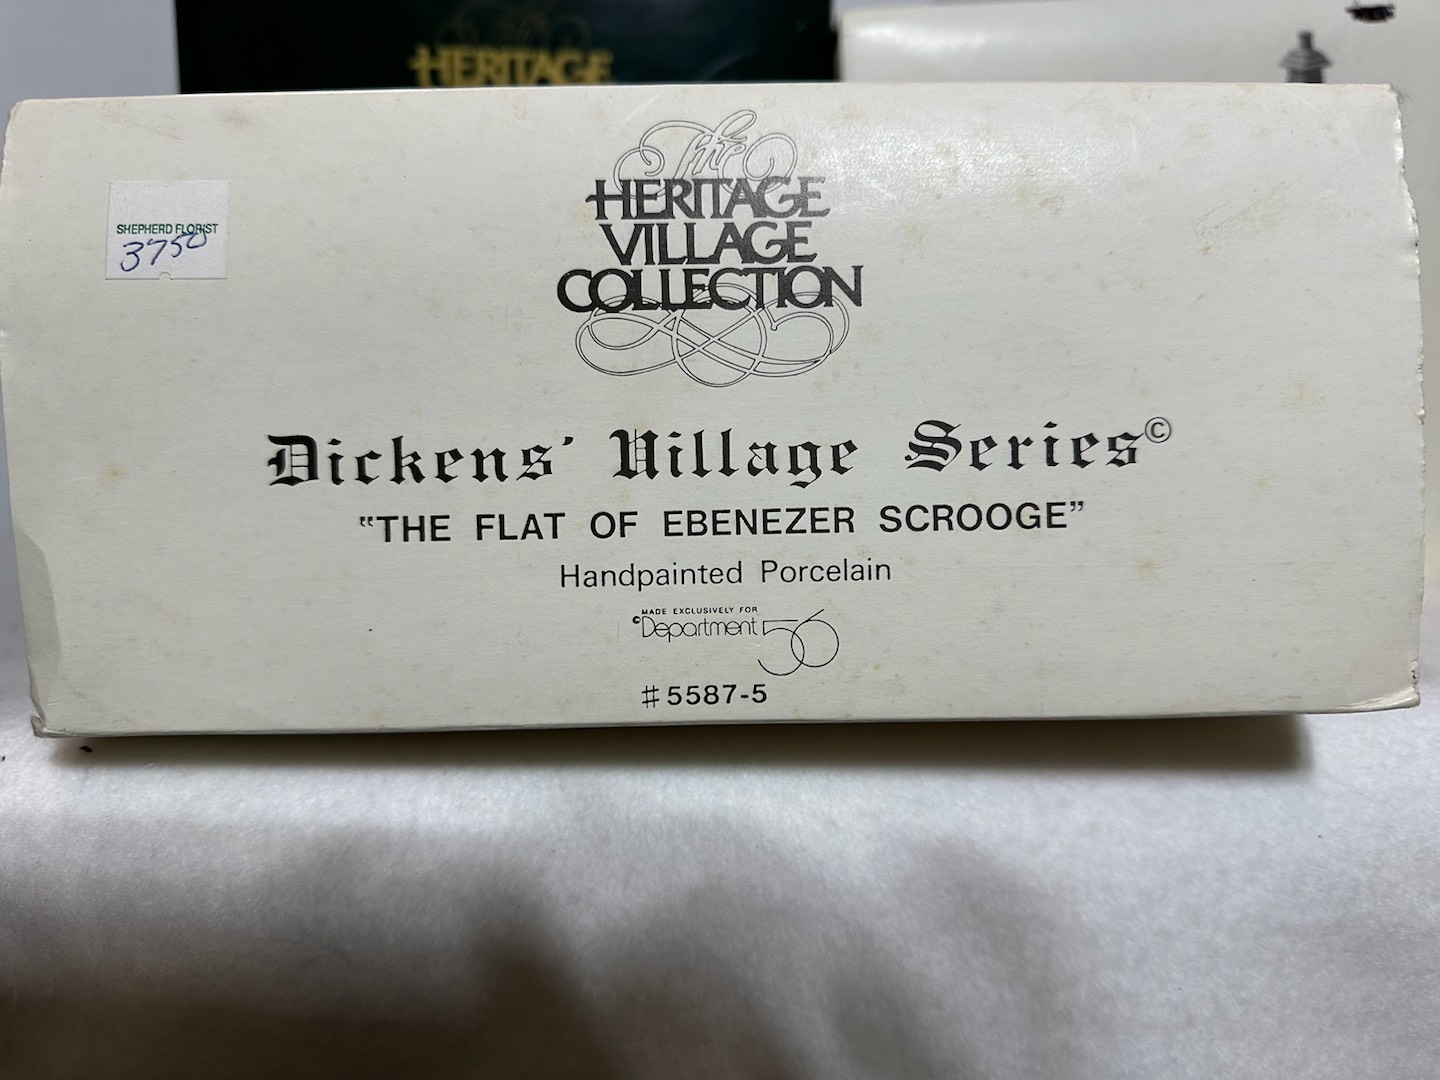 HERITAGE
The
HERITAGE
VILLAGE
COLLECTION
SHEPHERD FLORIST
3750
Dickens' Village Series©
"THE FLAT OF EBENEZER SCROOGE"
Handpainted Porcelain
MADE EXCLUSIVELY FOR
©Department 56
#5587-5